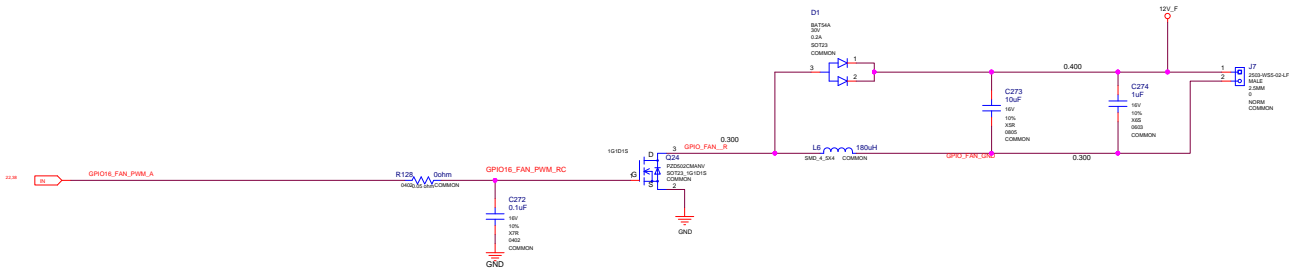 12V_F
D1
BAT54A
30V
0.2A
SOT23
COMMON
3
1
2
0.400
1
2
J7
2503-WSS-02-LF
MALE
2.5MM
0
NORM
COMMON
C273
10uF
16V
10%
X5R
0805
COMMON
C274
1uF
16V
10%
X6S
0603
COMMON
1G1D1S
D
G
S
3
2
GPIO_FAN__R
0.300
Q24
SOT23_1G1D1S
COMMON
GND
L6
180uH
SMD_4_5X4
COMMON
GPIO_FAN_GND
0.300
IN
GPIO16_FAN_PWM_A
R128
0ohm
0402
COMMON
GPIO16_FAN_PWM_RC
C272
0.1uF
16V
10%
X7R
0402
COMMON
GND